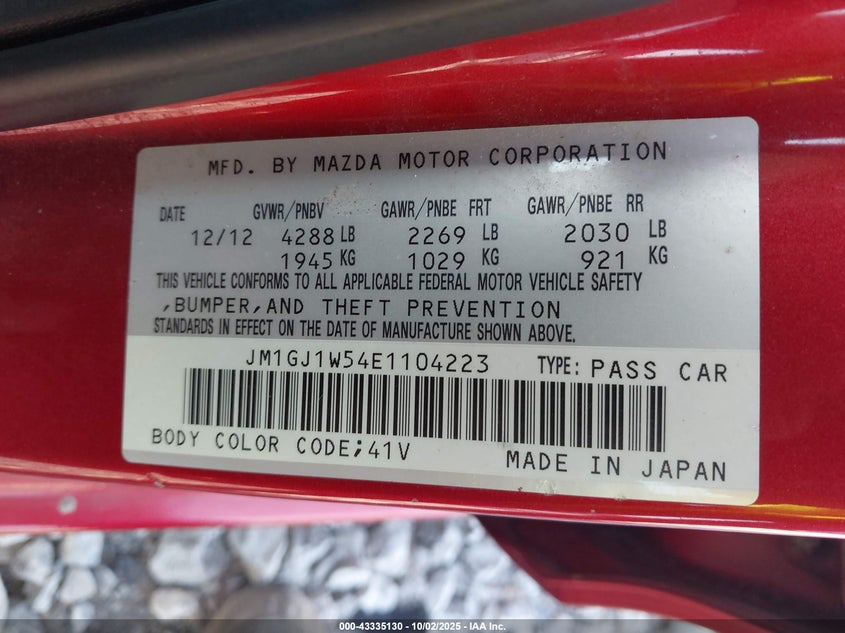 MFD. BY MAZDA MOTOR CORPORATION
DATE GVWR/PNBV GAWR/PNBE FRT GAWR/PNBE RR
12/12 4288 LB 2269 LB 2030 LB
1945 KG 1029 KG 921 KG
THIS VEHICLE CONFORMS TO ALL APPLICABLE FEDERAL MOTOR VEHICLE SAFETY
,BUMPER,AND THEFT PREVENTION
STANDARDS IN EFFECT ON THE DATE OF MANUFACTURE SHOWN ABOVE.
JM1GJ1W54E1104223 TYPE: PASS CAR
BODY COLOR CODE;41V
MADE IN JAPAN
000-43335130 - 10/02/2025 - IAA Inc.